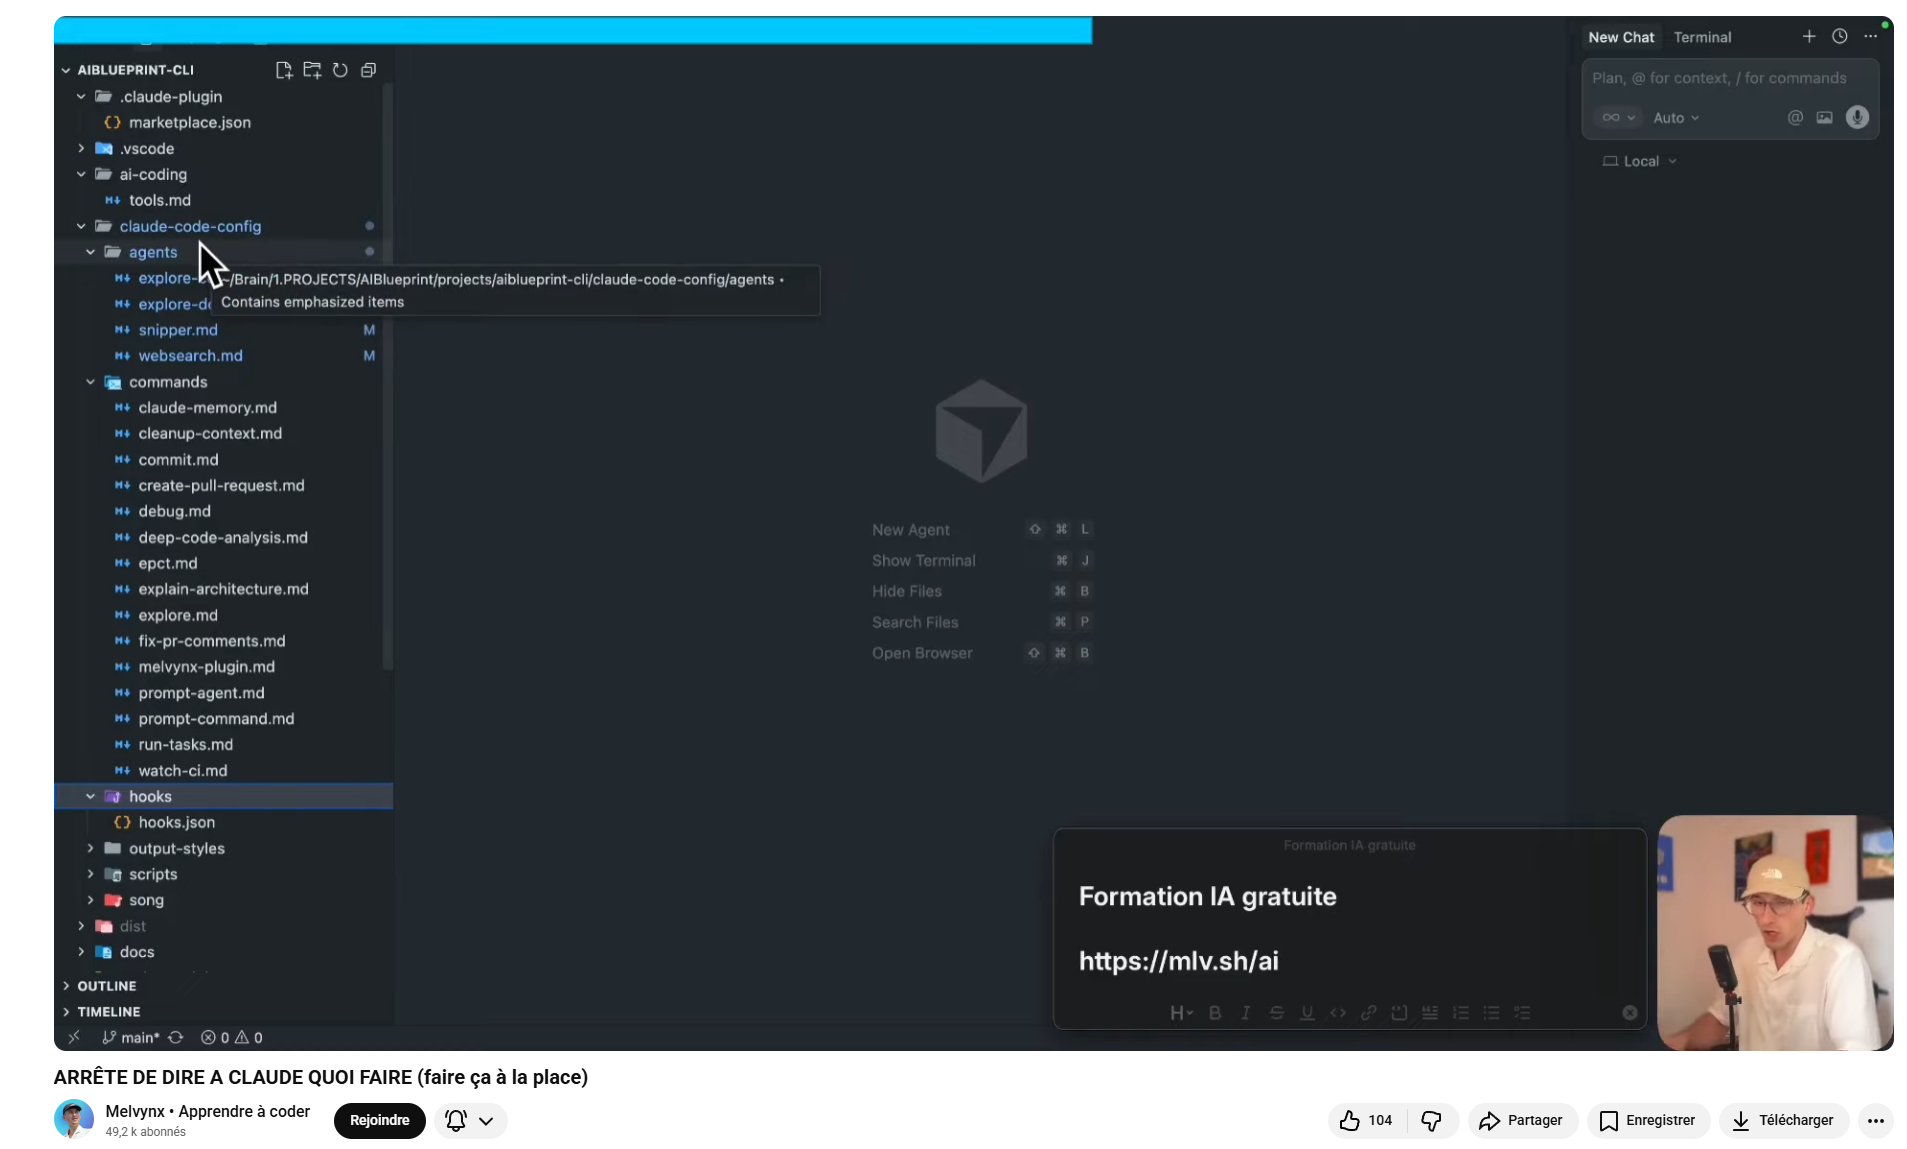 AIBLUEPRINT-CLI
.claude-plugin
marketplace.json
.vscode
ai-coding
tools.md
claude-code-config
agents
explore-
~/Brain/1.PROJECTS/AIBlueprint/projects/aiblueprint-cli/claude-code-config/agents •
Contains emphasized items
explore-do
snipper.md M
websearch.md M
commands
claude-memory.md
cleanup-context.md
commit.md
create-pull-request.md
debug.md
deep-code-analysis.md
epct.md
explain-architecture.md
explore.md
fix-pr-comments.md
melvynx-plugin.md
prompt-agent.md
prompt-command.md
run-tasks.md
watch-ci.md
hooks
hooks.json
output-styles
scripts
song
dist
docs
OUTLINE
TIMELINE
main* 0 0
New Agent ⇧ ⌘ L
Show Terminal ⌘ J
Hide Files ⌘ B
Search Files ⌘ P
Open Browser ⇧ ⌘ B
New Chat Terminal
Plan, @ for context, / for commands
∞ Auto @
Local
Formation IA gratuite
Formation IA gratuite
https://mlv.sh/ai
H B I S U
ARRÊTE DE DIRE A CLAUDE QUOI FAIRE (faire ça à la place)
Melvynx • Apprendre à coder
49,2 k abonnés
Rejoindre
104
Partager
Enregistrer
Télécharger